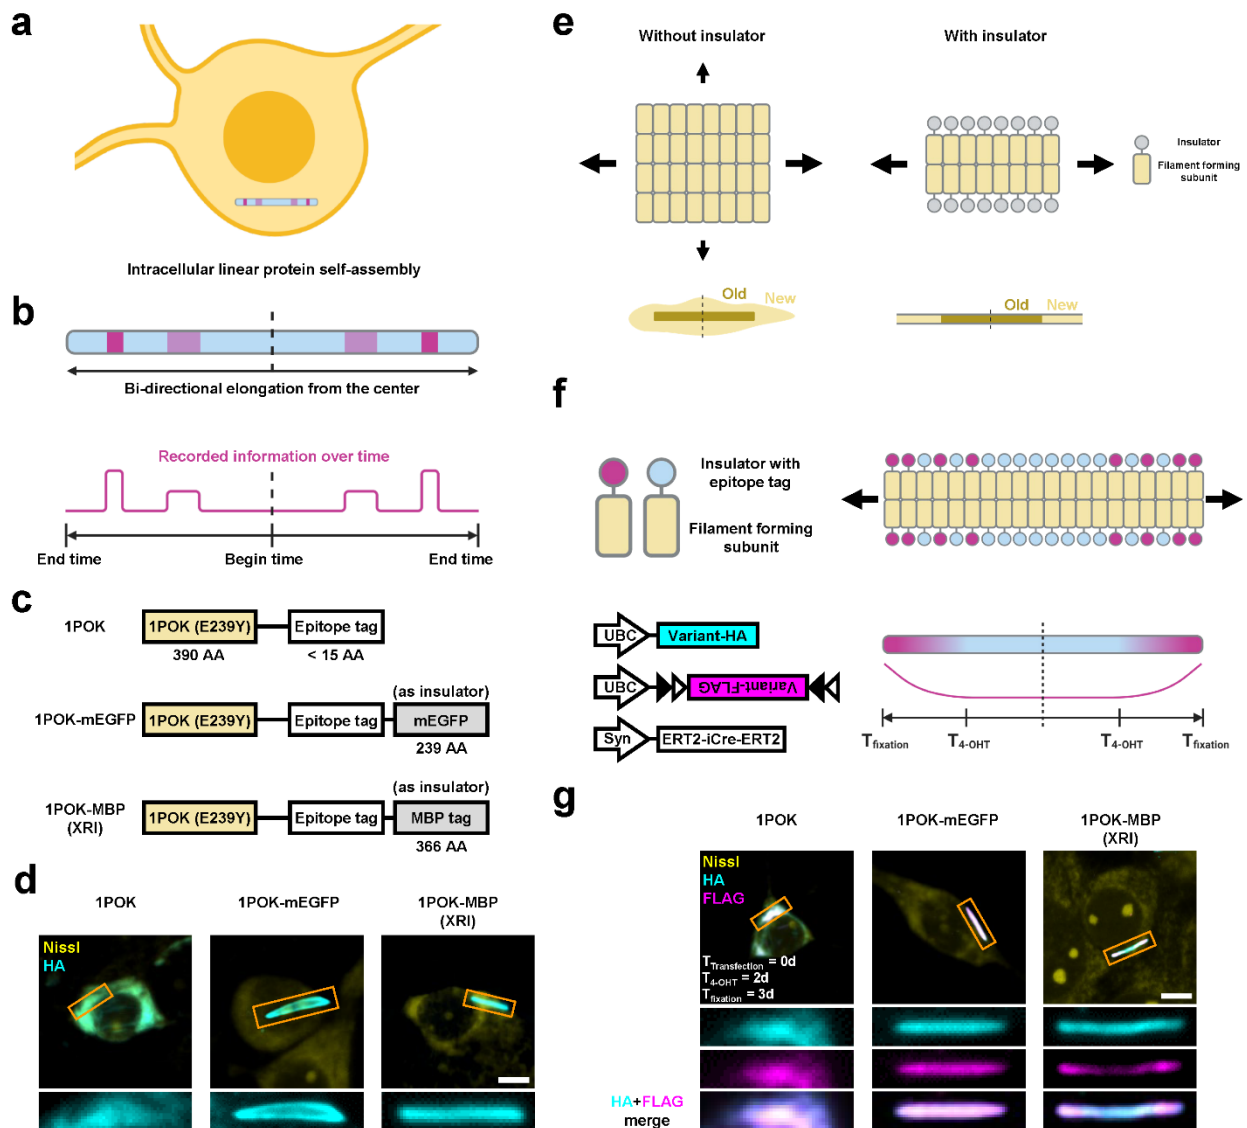 a
Intracellular linear protein self-assembly
b
Bi-directional elongation from the center
Recorded information over time
End time
Begin time
End time
c
1POK
1POK (E239Y)
Epitope tag
390 AA
< 15 AA
(as insulator)
1POK-mEGFP
1POK (E239Y)
Epitope tag
mEGFP
239 AA
(as insulator)
1POK-MBP
(XRI)
1POK (E239Y)
Epitope tag
MBP tag
366 AA
d
1POK
1POK-mEGFP
1POK-MBP
(XRI)
Nissl
HA
e
Without insulator
With insulator
Insulator
Filament forming
subunit
Old
New
Old
New
f
Insulator with
epitope tag
Filament forming
subunit
UBC
Variant-HA
UBC
Variant-FLAG
Syn
ERT2-iCre-ERT2
Tfixation
T4-OHT
T4-OHT
Tfixation
g
1POK
1POK-mEGFP
1POK-MBP
(XRI)
Nissl
HA
FLAG
TTransfection = 0d
T4-OHT = 2d
Tfixation = 3d
HA+FLAG
merge